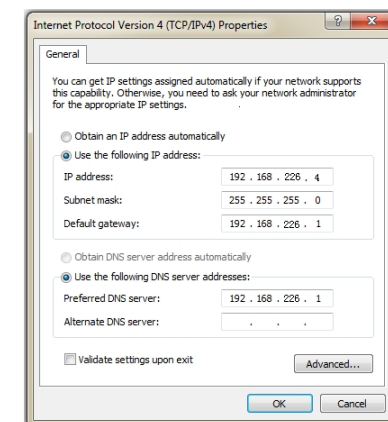 Internet Protocol Version 4 (TCP/IPv4) Properties
General
You can get IP settings assigned automatically if your network supports
this capability. Otherwise, you need to ask your network administrator
for the appropriate IP settings.
Obtain an IP address automatically
Use the following IP address:
IP address: 192 . 168 . 226 . 4
Subnet mask: 255 . 255 . 255 . 0
Default gateway: 192 . 168 . 226 . 1
Obtain DNS server address automatically
Use the following DNS server addresses:
Preferred DNS server: 192 . 168 . 226 . 1
Alternate DNS server: . . .
Validate settings upon exit
Advanced...
OK Cancel